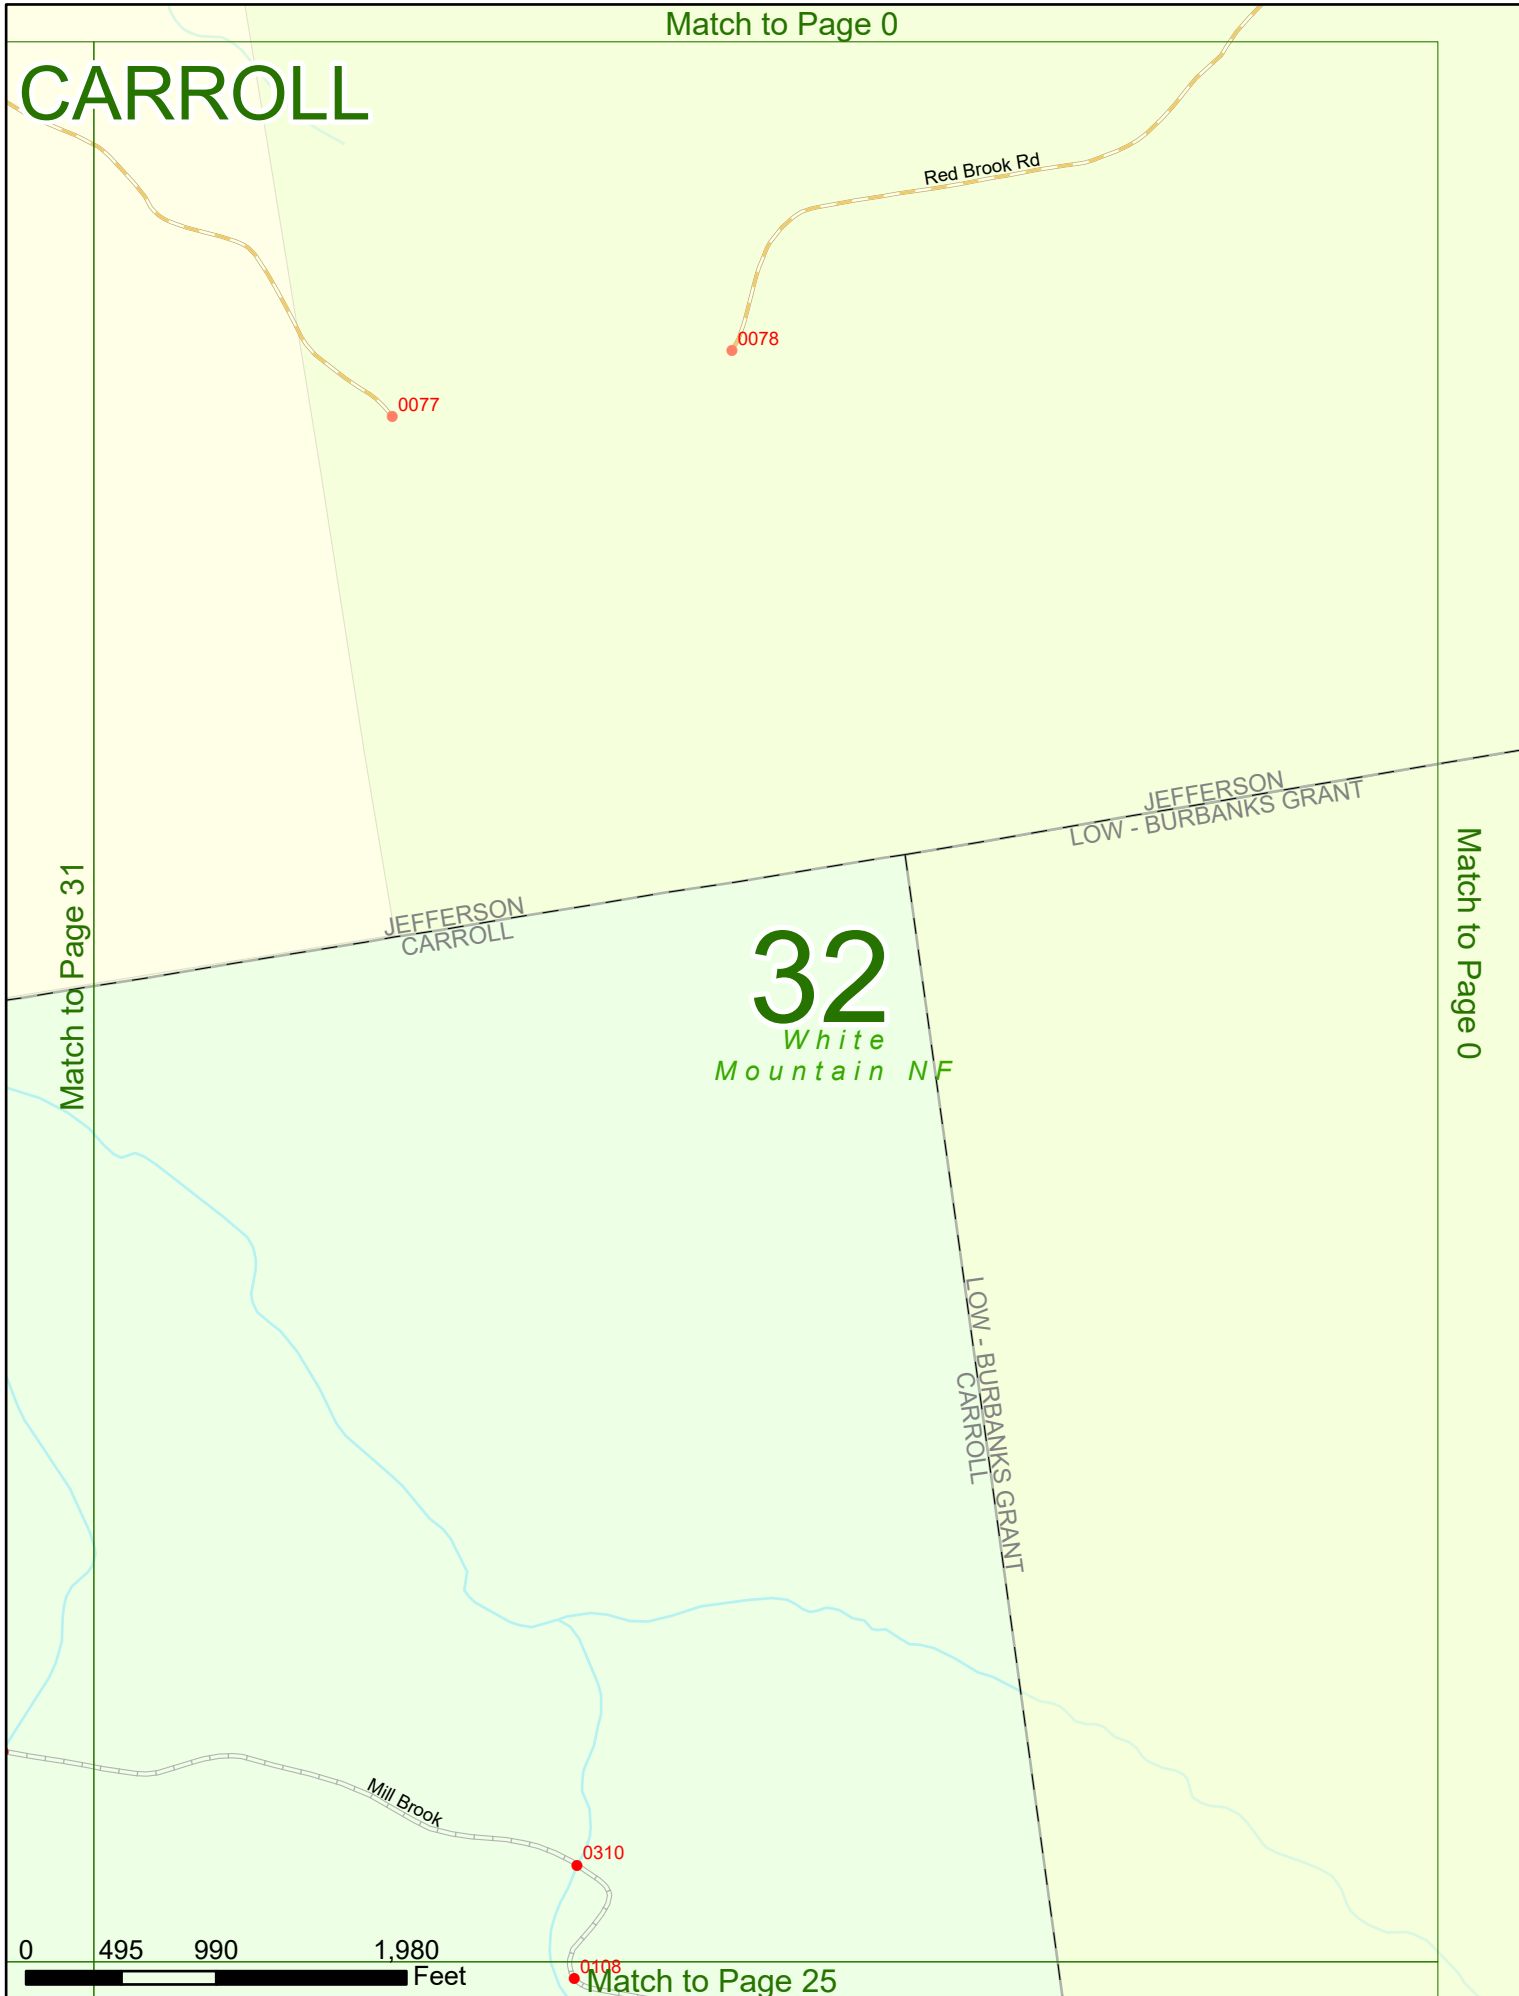 Match to Page 0
CARROLL
Red Brook Rd
0078
0077
JEFFERSON
LOW - BURBANKS GRANT
Match to Page 31
Match to Page 0
JEFFERSON
CARROLL
32
White
Mountain NF
LOW - BURBANKS GRANT
CARROLL
Mill Brook
0310
0 495 990 1,980
Feet
0108
Match to Page 25